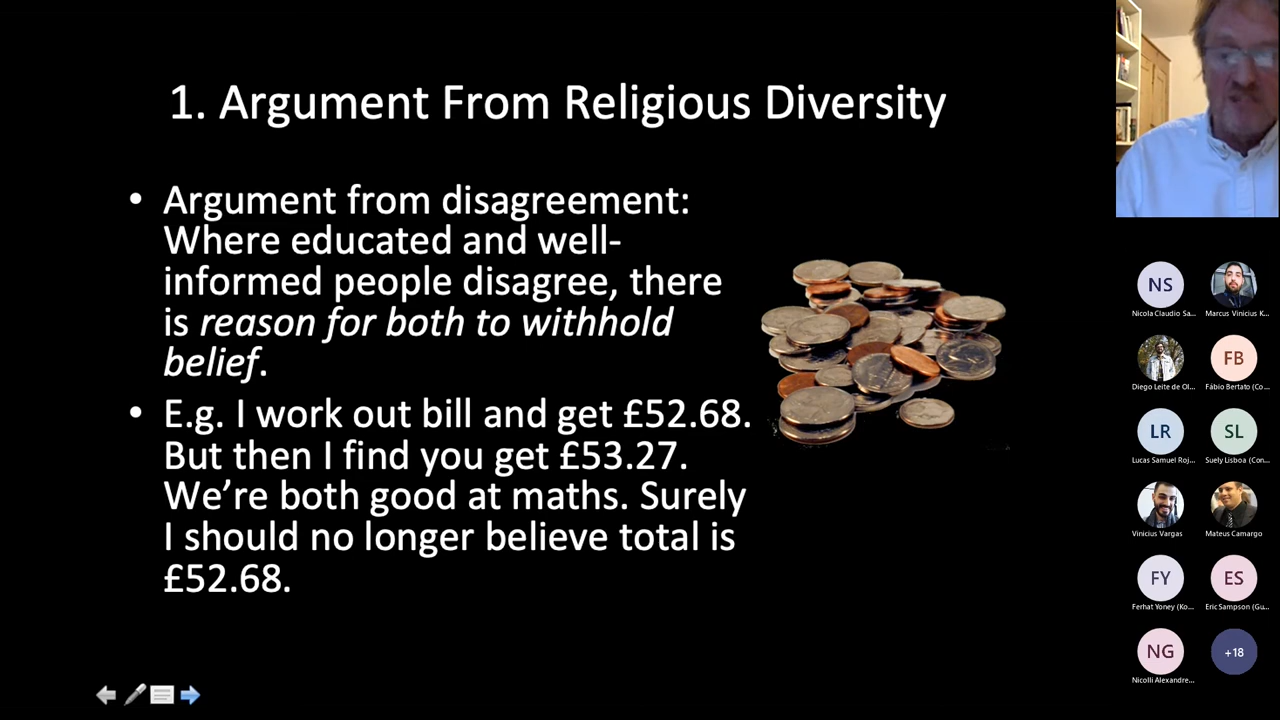 1. Argument From Religious Diversity
• Argument from disagreement:
Where educated and well-
informed people disagree, there
is reason for both to withhold
belief.
• E.g. I work out bill and get £52.68.
But then I find you get £53.27.
We’re both good at maths. Surely
I should no longer believe total is
£52.68.
NS
Nicola Claudio Sa...
Marcus Vinicius K...
Diego Leite de Ol...
FB
Fábio Bertato (Co...
LR
Lucas Samuel Roj...
SL
Suely Lisboa (Con...
Vinicius Vargas
Mateus Camargo
FY
Ferhat Yoney (Ko...
ES
Eric Sampson (Gu...
NG
Nicolli Alexandre...
+18